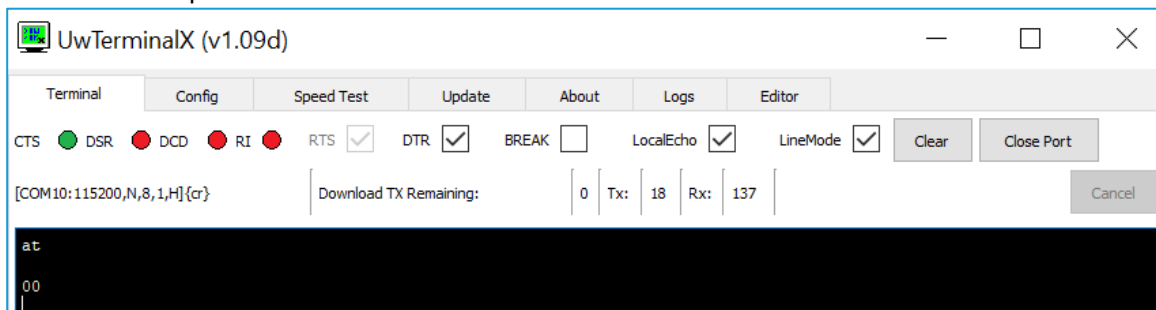 UwTerminalX (v1.09d)
Terminal Config Speed Test Update About Logs Editor
CTS DSR DCD RI RTS DTR BREAK LocalEcho LineMode Clear Close Port
[COM10:115200,N,8,1,H]{cr} Download TX Remaining: 0 Tx: 18 Rx: 137 Cancel
at
00